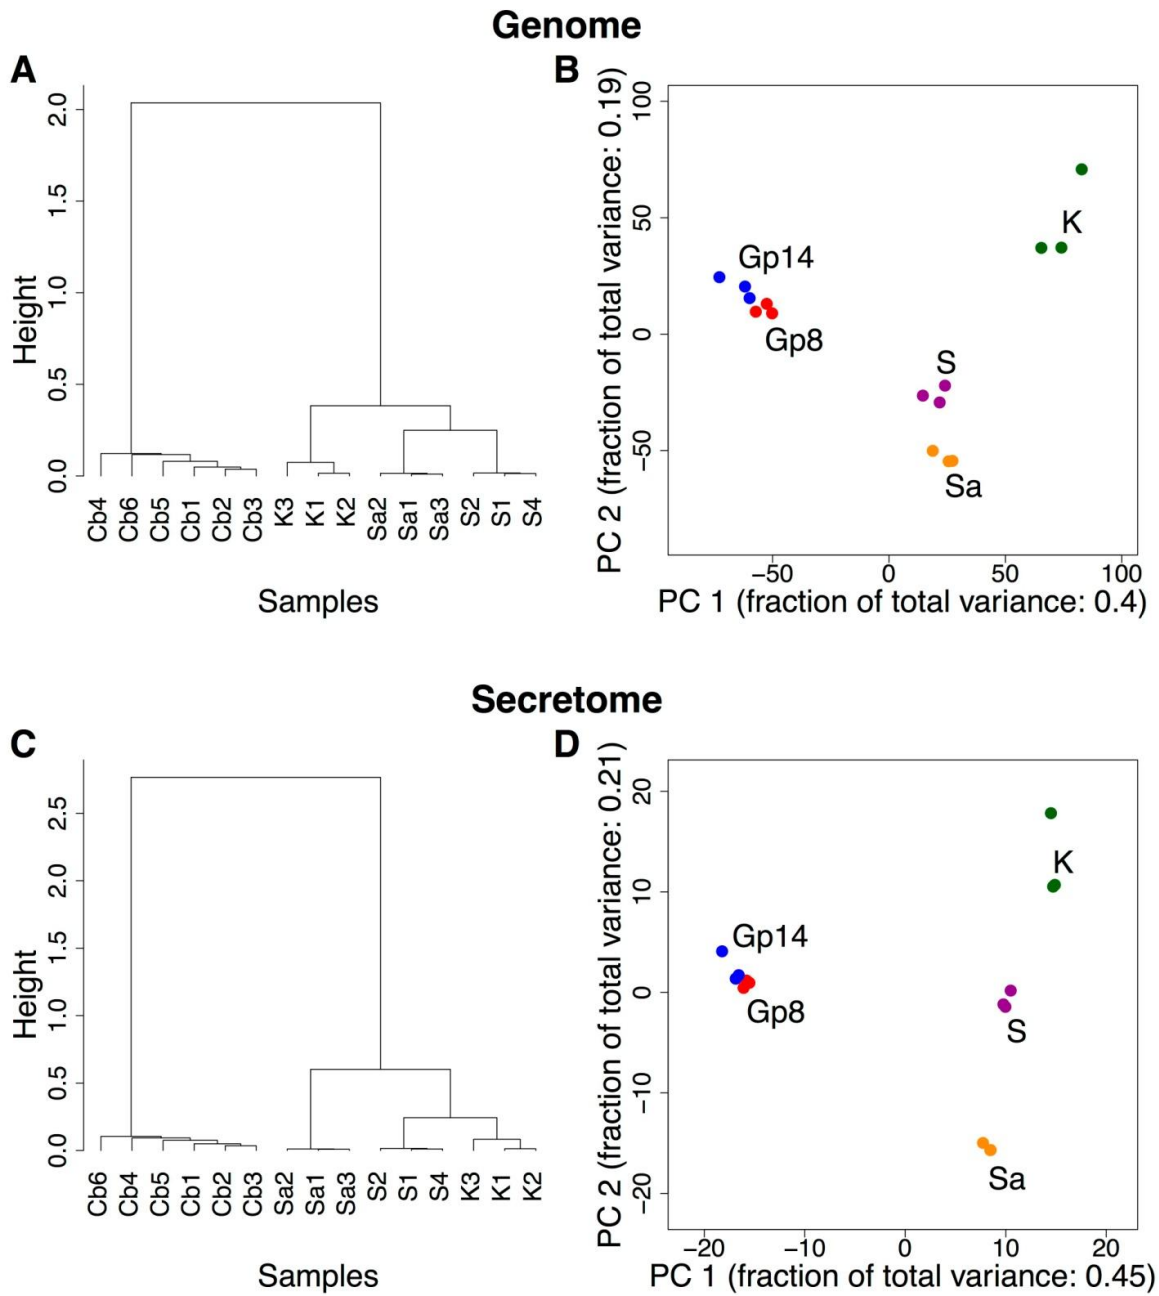 Genome
A
2.0
1.5
1.0
0.5
0.0
Height
Cb4 Cb6 Cb5 Cb1 Cb2 Cb3 K3 K1 K2 Sa2 Sa1 Sa3 S2 S1 S4
Samples
B
PC 2 (fraction of total variance: 0.19)
100
50
0
−50
Gp14
Gp8
K
S
Sa
−50 0 50 100
PC 1 (fraction of total variance: 0.4)
Secretome
C
2.5
2.0
1.5
1.0
0.5
0.0
Height
Cb6 Cb4 Cb5 Cb1 Cb2 Cb3 Sa2 Sa1 Sa3 S2 S1 S4 K3 K1 K2
Samples
D
PC 2 (fraction of total variance: 0.21)
20
10
0
−10
−20
K
Gp14
Gp8
S
Sa
−20 −10 0 10 20
PC 1 (fraction of total variance: 0.45)